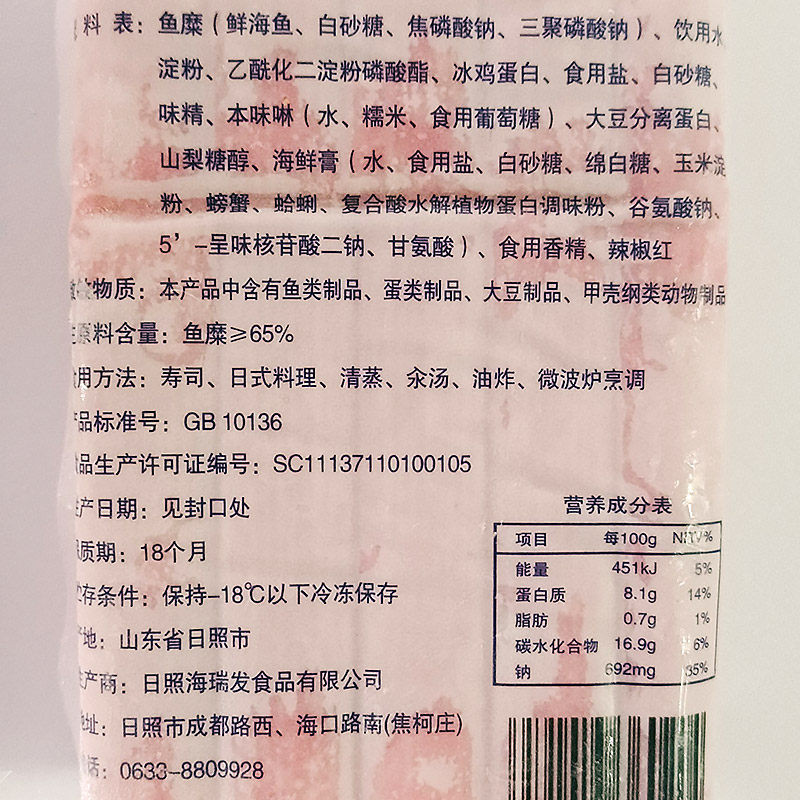 料表：鱼糜（鲜海鱼、白砂糖、焦磷酸钠、三聚磷酸钠）、饮用水
淀粉、乙酰化二淀粉磷酸酯、冰鸡蛋白、食用盐、白砂糖、
味精、本味啉（水、糯米、食用葡萄糖）、大豆分离蛋白、
山梨糖醇、海鲜膏（水、食用盐、白砂糖、绵白糖、玉米淀
粉、螃蟹、蛤蜊、复合酸水解植物蛋白调味粉、谷氨酸钠、
5’-呈味核苷酸二钠、甘氨酸）、食用香精、辣椒红
物质：本产品中含有鱼类制品、蛋类制品、大豆制品、甲壳纲类动物制品
原料含量：鱼糜≥65%
用方法：寿司、日式料理、清蒸、汆汤、油炸、微波炉烹调
品标准号：GB 10136
品生产许可证编号：SC11137110100105
产日期：见封口处
质期：18个月
存条件：保持-18℃以下冷冻保存
地：山东省日照市
产商：日照海瑞发食品有限公司
址：日照市成都路西、海口路南(焦柯庄)
话：0633-8809928
营养成分表
项目 每100g NRV%
能量 451kJ 5%
蛋白质 8.1g 14%
脂肪 0.7g 1%
碳水化合物 16.9g 6%
钠 692mg 35%